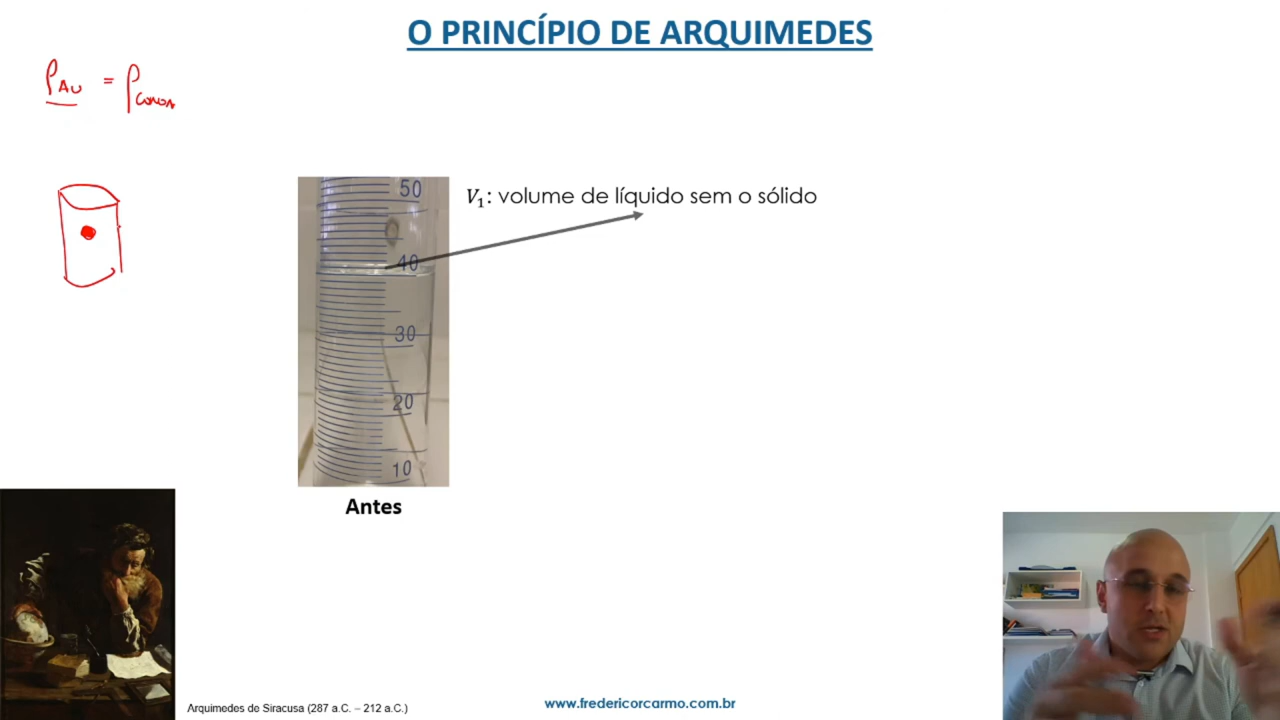 O PRINCÍPIO DE ARQUIMEDES
ρAu = ρcoroa
V₁: volume de líquido sem o sólido
50
40
30
20
10
Antes
Arquimedes de Siracusa (287 a.C. – 212 a.C.)
www.fredericorcarmo.com.br